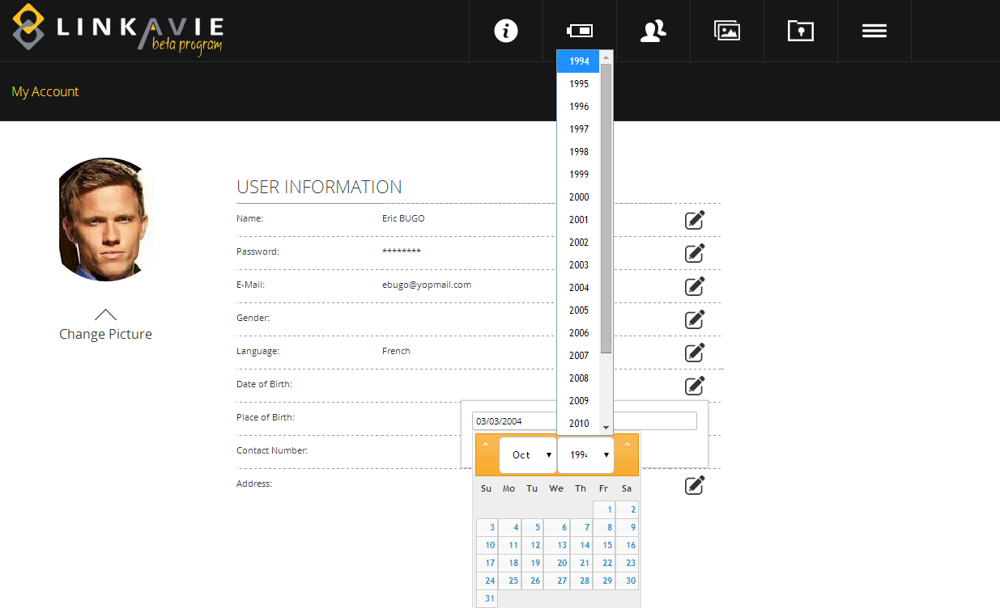 LINKAVIE
beta program
My Account
1994
1995
1996
1997
1998
1999
2000
2001
2002
2003
2004
2005
2006
2007
2008
2009
2010
USER INFORMATION
Name: Eric BUGO
Password: ********
E-Mail: ebugo@yopmail.com
Gender:
Language: French
Date of Birth:
Place of Birth:
Contact Number:
Address:
Change Picture
03/03/2004
Oct 1994
Su Mo Tu We Th Fr Sa
1 2
3 4 5 6 7 8 9
10 11 12 13 14 15 16
17 18 19 20 21 22 23
24 25 26 27 28 29 30
31